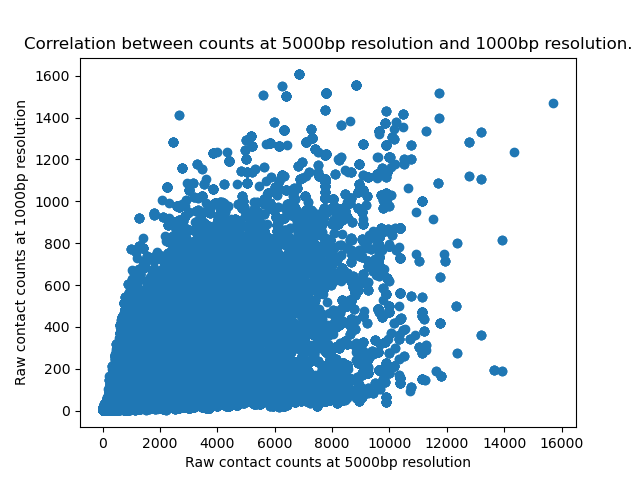 Correlation between counts at 5000bp resolution and 1000bp resolution.
1600
1400
1200
1000
800
600
400
200
0
Raw contact counts at 1000bp resolution
0 2000 4000 6000 8000 10000 12000 14000 16000
Raw contact counts at 5000bp resolution